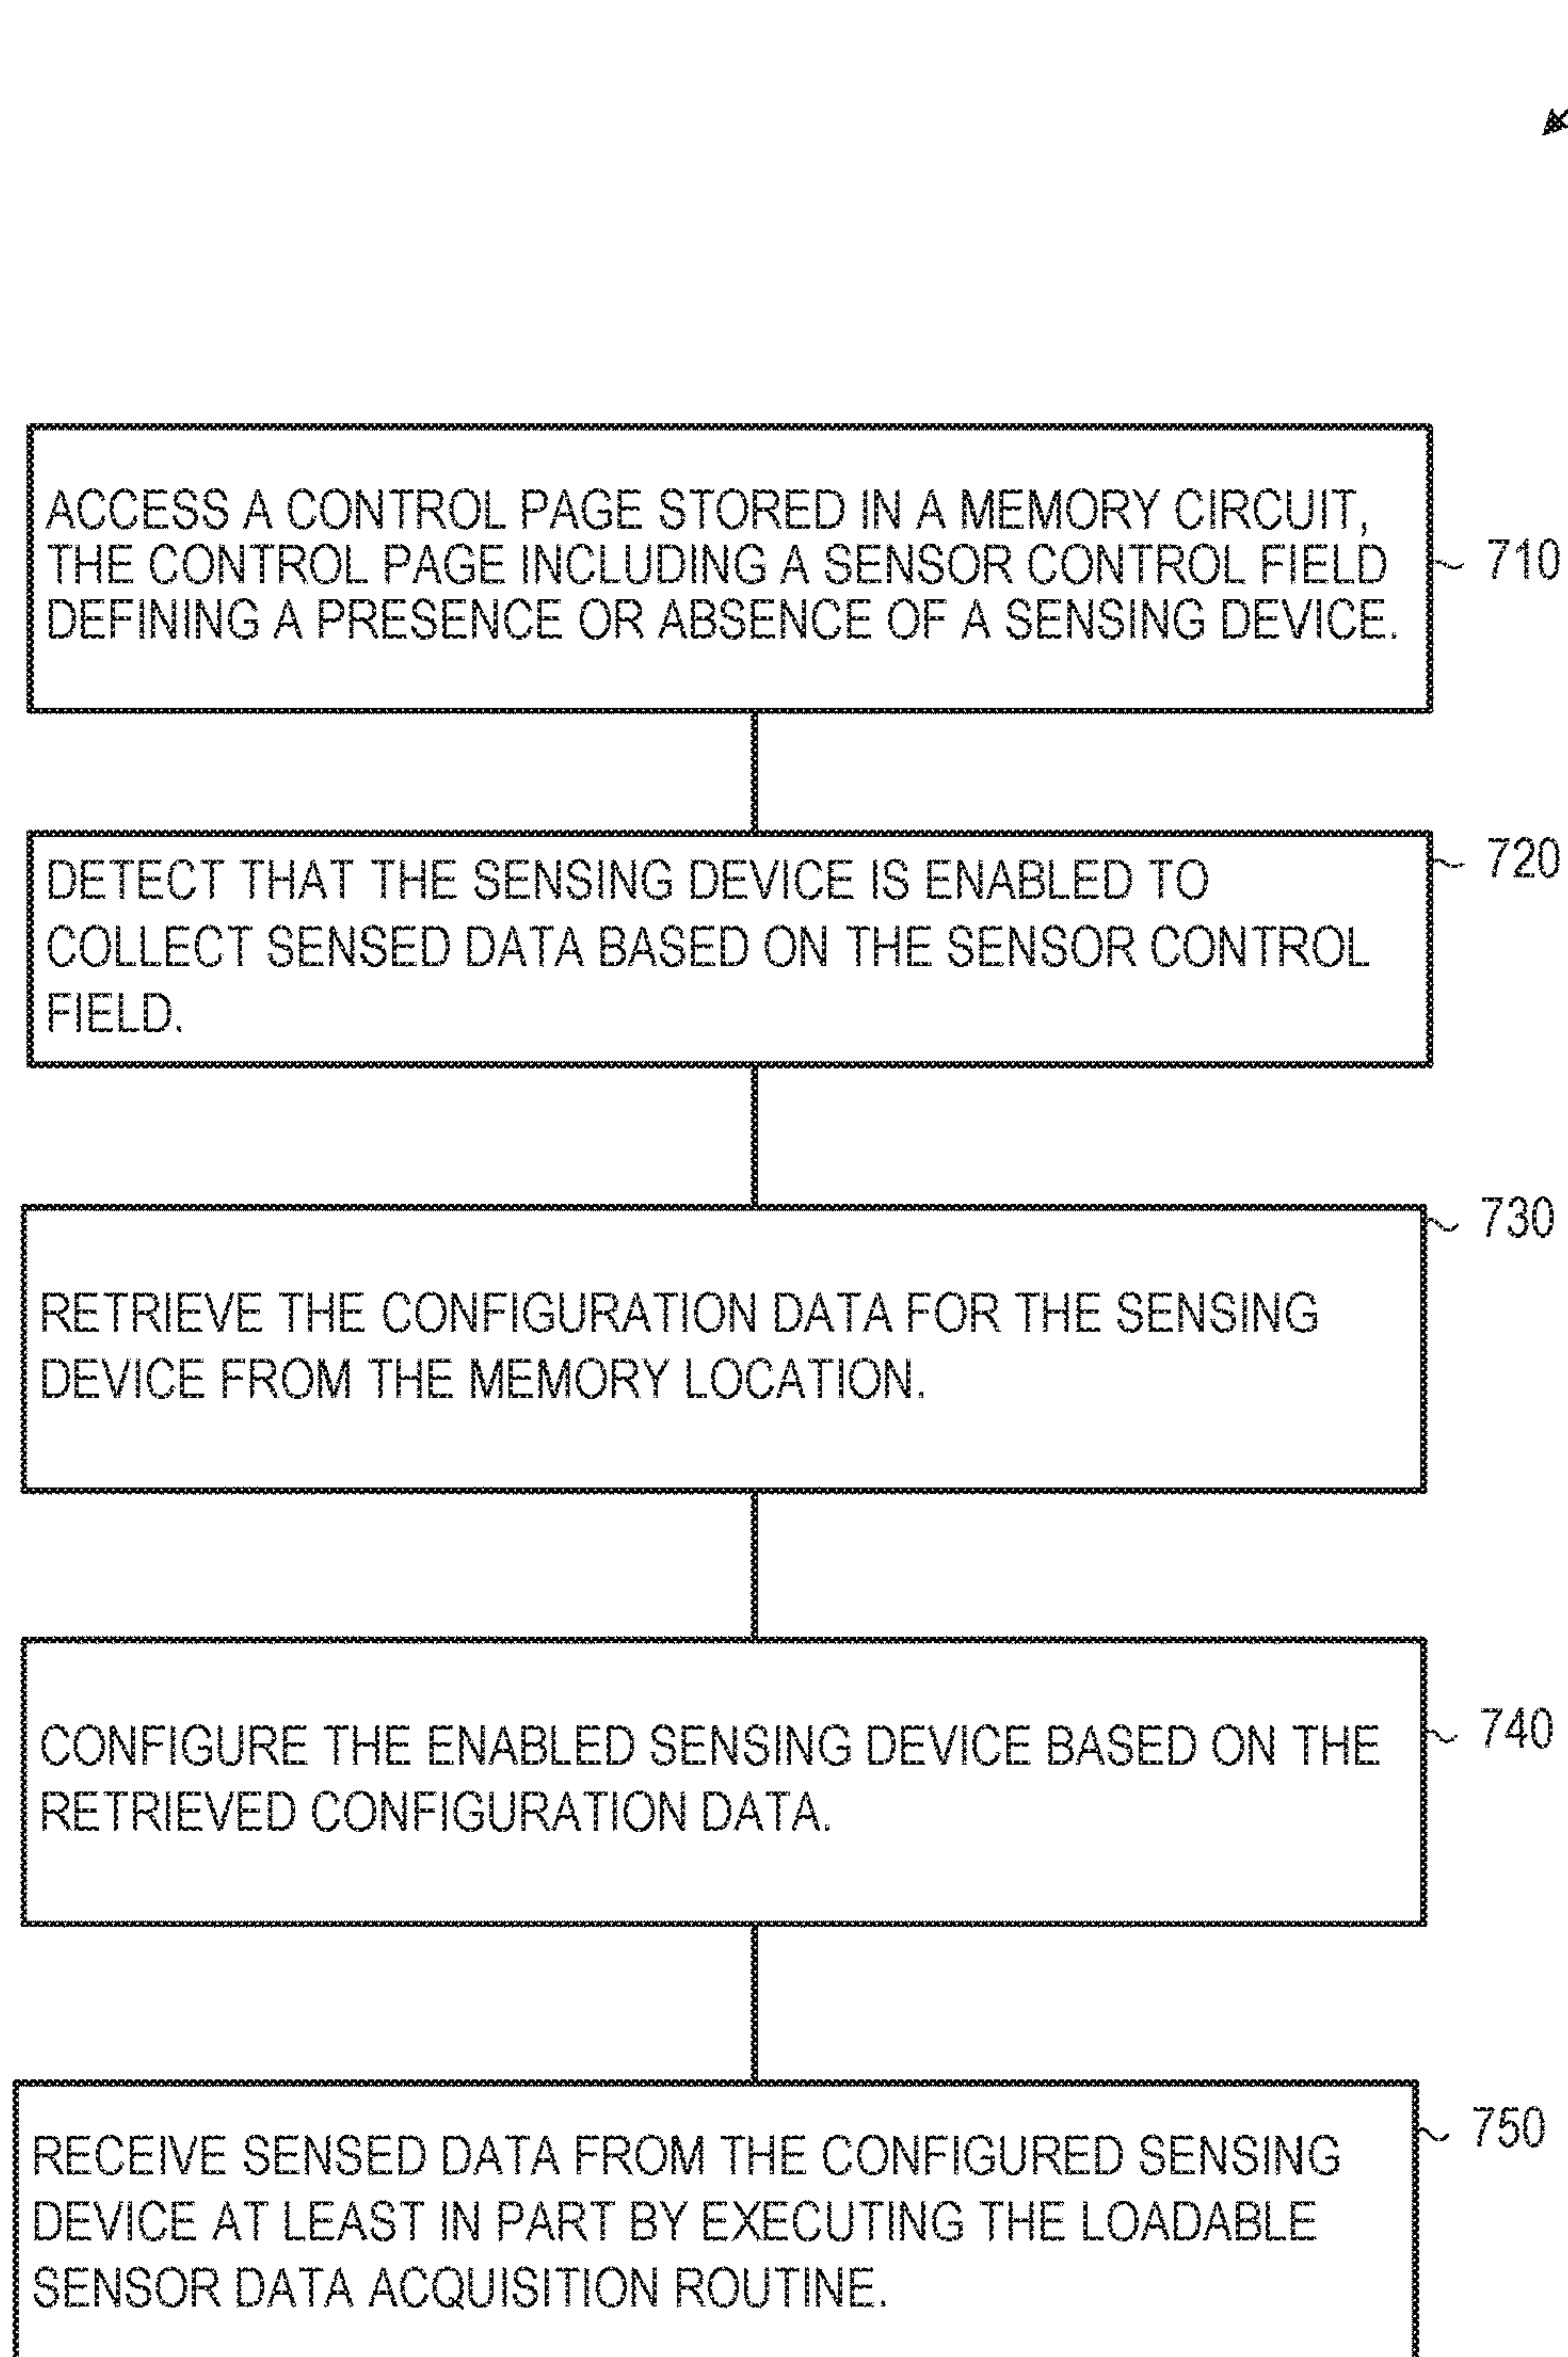 ACCESS A CONTROL PAGE STORED IN A MEMORY CIRCUIT,
THE CONTROL PAGE INCLUDING A SENSOR CONTROL FIELD
DEFINING A PRESENCE OR ABSENCE OF A SENSING DEVICE.
710
DETECT THAT THE SENSING DEVICE IS ENABLED TO
COLLECT SENSED DATA BASED ON THE SENSOR CONTROL
FIELD.
720
RETRIEVE THE CONFIGURATION DATA FOR THE SENSING
DEVICE FROM THE MEMORY LOCATION.
730
CONFIGURE THE ENABLED SENSING DEVICE BASED ON THE
RETRIEVED CONFIGURATION DATA.
740
RECEIVE SENSED DATA FROM THE CONFIGURED SENSING
DEVICE AT LEAST IN PART BY EXECUTING THE LOADABLE
SENSOR DATA ACQUISITION ROUTINE.
750